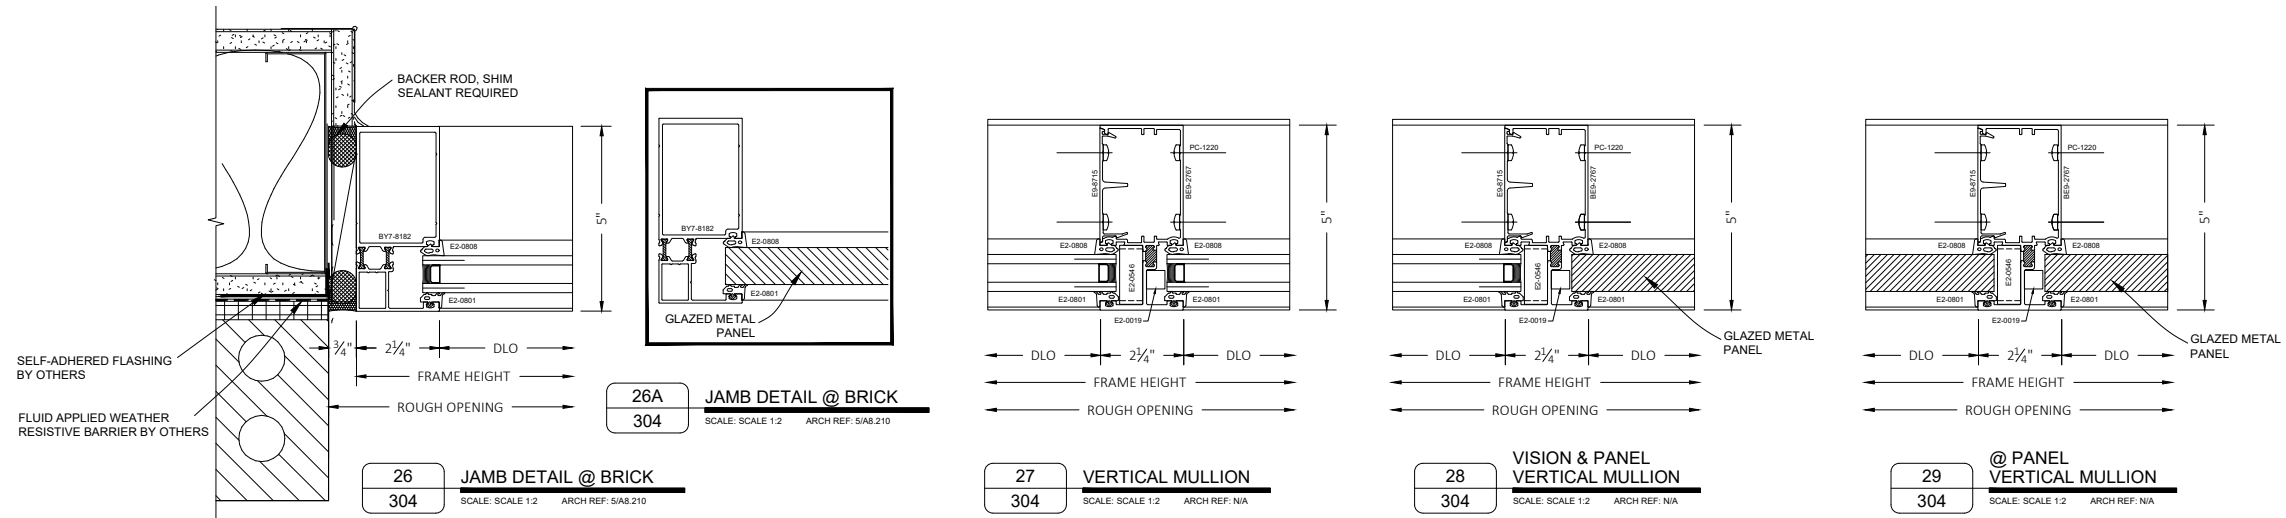 BACKER ROD, SHIM
SEALANT REQUIRED
BY7-8182
E2-0808
E2-0801
5"
SELF-ADHERED FLASHING
BY OTHERS
FLUID APPLIED WEATHER
RESISTIVE BARRIER BY OTHERS
3/4"
2 1/4"
DLO
FRAME HEIGHT
ROUGH OPENING
26
304
JAMB DETAIL @ BRICK
SCALE: SCALE 1:2 ARCH REF: 5/A8.210
BY7-8182
E2-0808
E2-0801
GLAZED METAL
PANEL
26A
304
JAMB DETAIL @ BRICK
SCALE: SCALE 1:2 ARCH REF: 5/A8.210
PC-1220
E9-8715
BE9-2767
5"
E2-0808
E2-0808
E2-0546
E2-0801
E2-0801
E2-0019
DLO
2 1/4"
DLO
FRAME HEIGHT
ROUGH OPENING
27
304
VERTICAL MULLION
SCALE: SCALE 1:2 ARCH REF: N/A
PC-1220
E9-8715
BE9-2767
5"
E2-0808
E2-0808
E2-0546
E2-0801
E2-0801
E2-0019
GLAZED METAL
PANEL
DLO
2 1/4"
DLO
FRAME HEIGHT
ROUGH OPENING
28
304
VISION & PANEL
VERTICAL MULLION
SCALE: SCALE 1:2 ARCH REF: N/A
PC-1220
E9-8715
BE9-2767
5"
E2-0808
E2-0808
E2-0546
E2-0801
E2-0801
E2-0019
GLAZED METAL
PANEL
DLO
2 1/4"
DLO
FRAME HEIGHT
ROUGH OPENING
29
304
@ PANEL
VERTICAL MULLION
SCALE: SCALE 1:2 ARCH REF: N/A